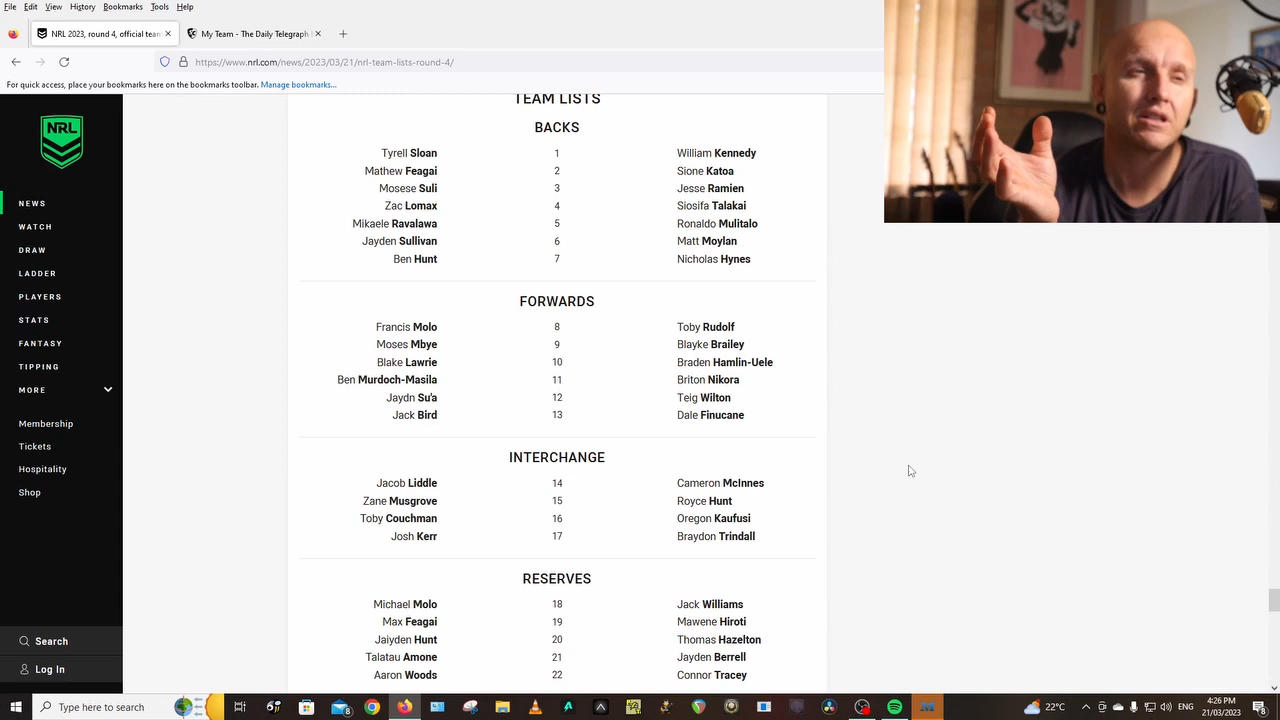 File Edit View History Bookmarks Tools Help
NRL 2023, round 4, official team
My Team - The Daily Telegraph
https://www.nrl.com/news/2023/03/21/nrl-team-lists-round-4/
For quick access, place your bookmarks here on the bookmarks toolbar. Manage bookmarks...
NRL
NEWS
WATCH
DRAW
LADDER
PLAYERS
STATS
FANTASY
TIPPING
MORE
Membership
Tickets
Hospitality
Shop
Search
Log In
TEAM LISTS
BACKS
Tyrell Sloan 1 William Kennedy
Mathew Feagai 2 Sione Katoa
Mosese Suli 3 Jesse Ramien
Zac Lomax 4 Siosifa Talakai
Mikaele Ravalawa 5 Ronaldo Mulitalo
Jayden Sullivan 6 Matt Moylan
Ben Hunt 7 Nicholas Hynes
FORWARDS
Francis Molo 8 Toby Rudolf
Moses Mbye 9 Blayke Brailey
Blake Lawrie 10 Braden Hamlin-Uele
Ben Murdoch-Masila 11 Briton Nikora
Jaydn Su'a 12 Teig Wilton
Jack Bird 13 Dale Finucane
INTERCHANGE
Jacob Liddle 14 Cameron McInnes
Zane Musgrove 15 Royce Hunt
Toby Couchman 16 Oregon Kaufusi
Josh Kerr 17 Braydon Trindall
RESERVES
Michael Molo 18 Jack Williams
Max Feagai 19 Mawene Hiroti
Jaiyden Hunt 20 Thomas Hazelton
Talatau Amone 21 Jayden Berrell
Aaron Woods 22 Connor Tracey
Type here to search
22°C
ENG
4:26 PM
21/03/2023